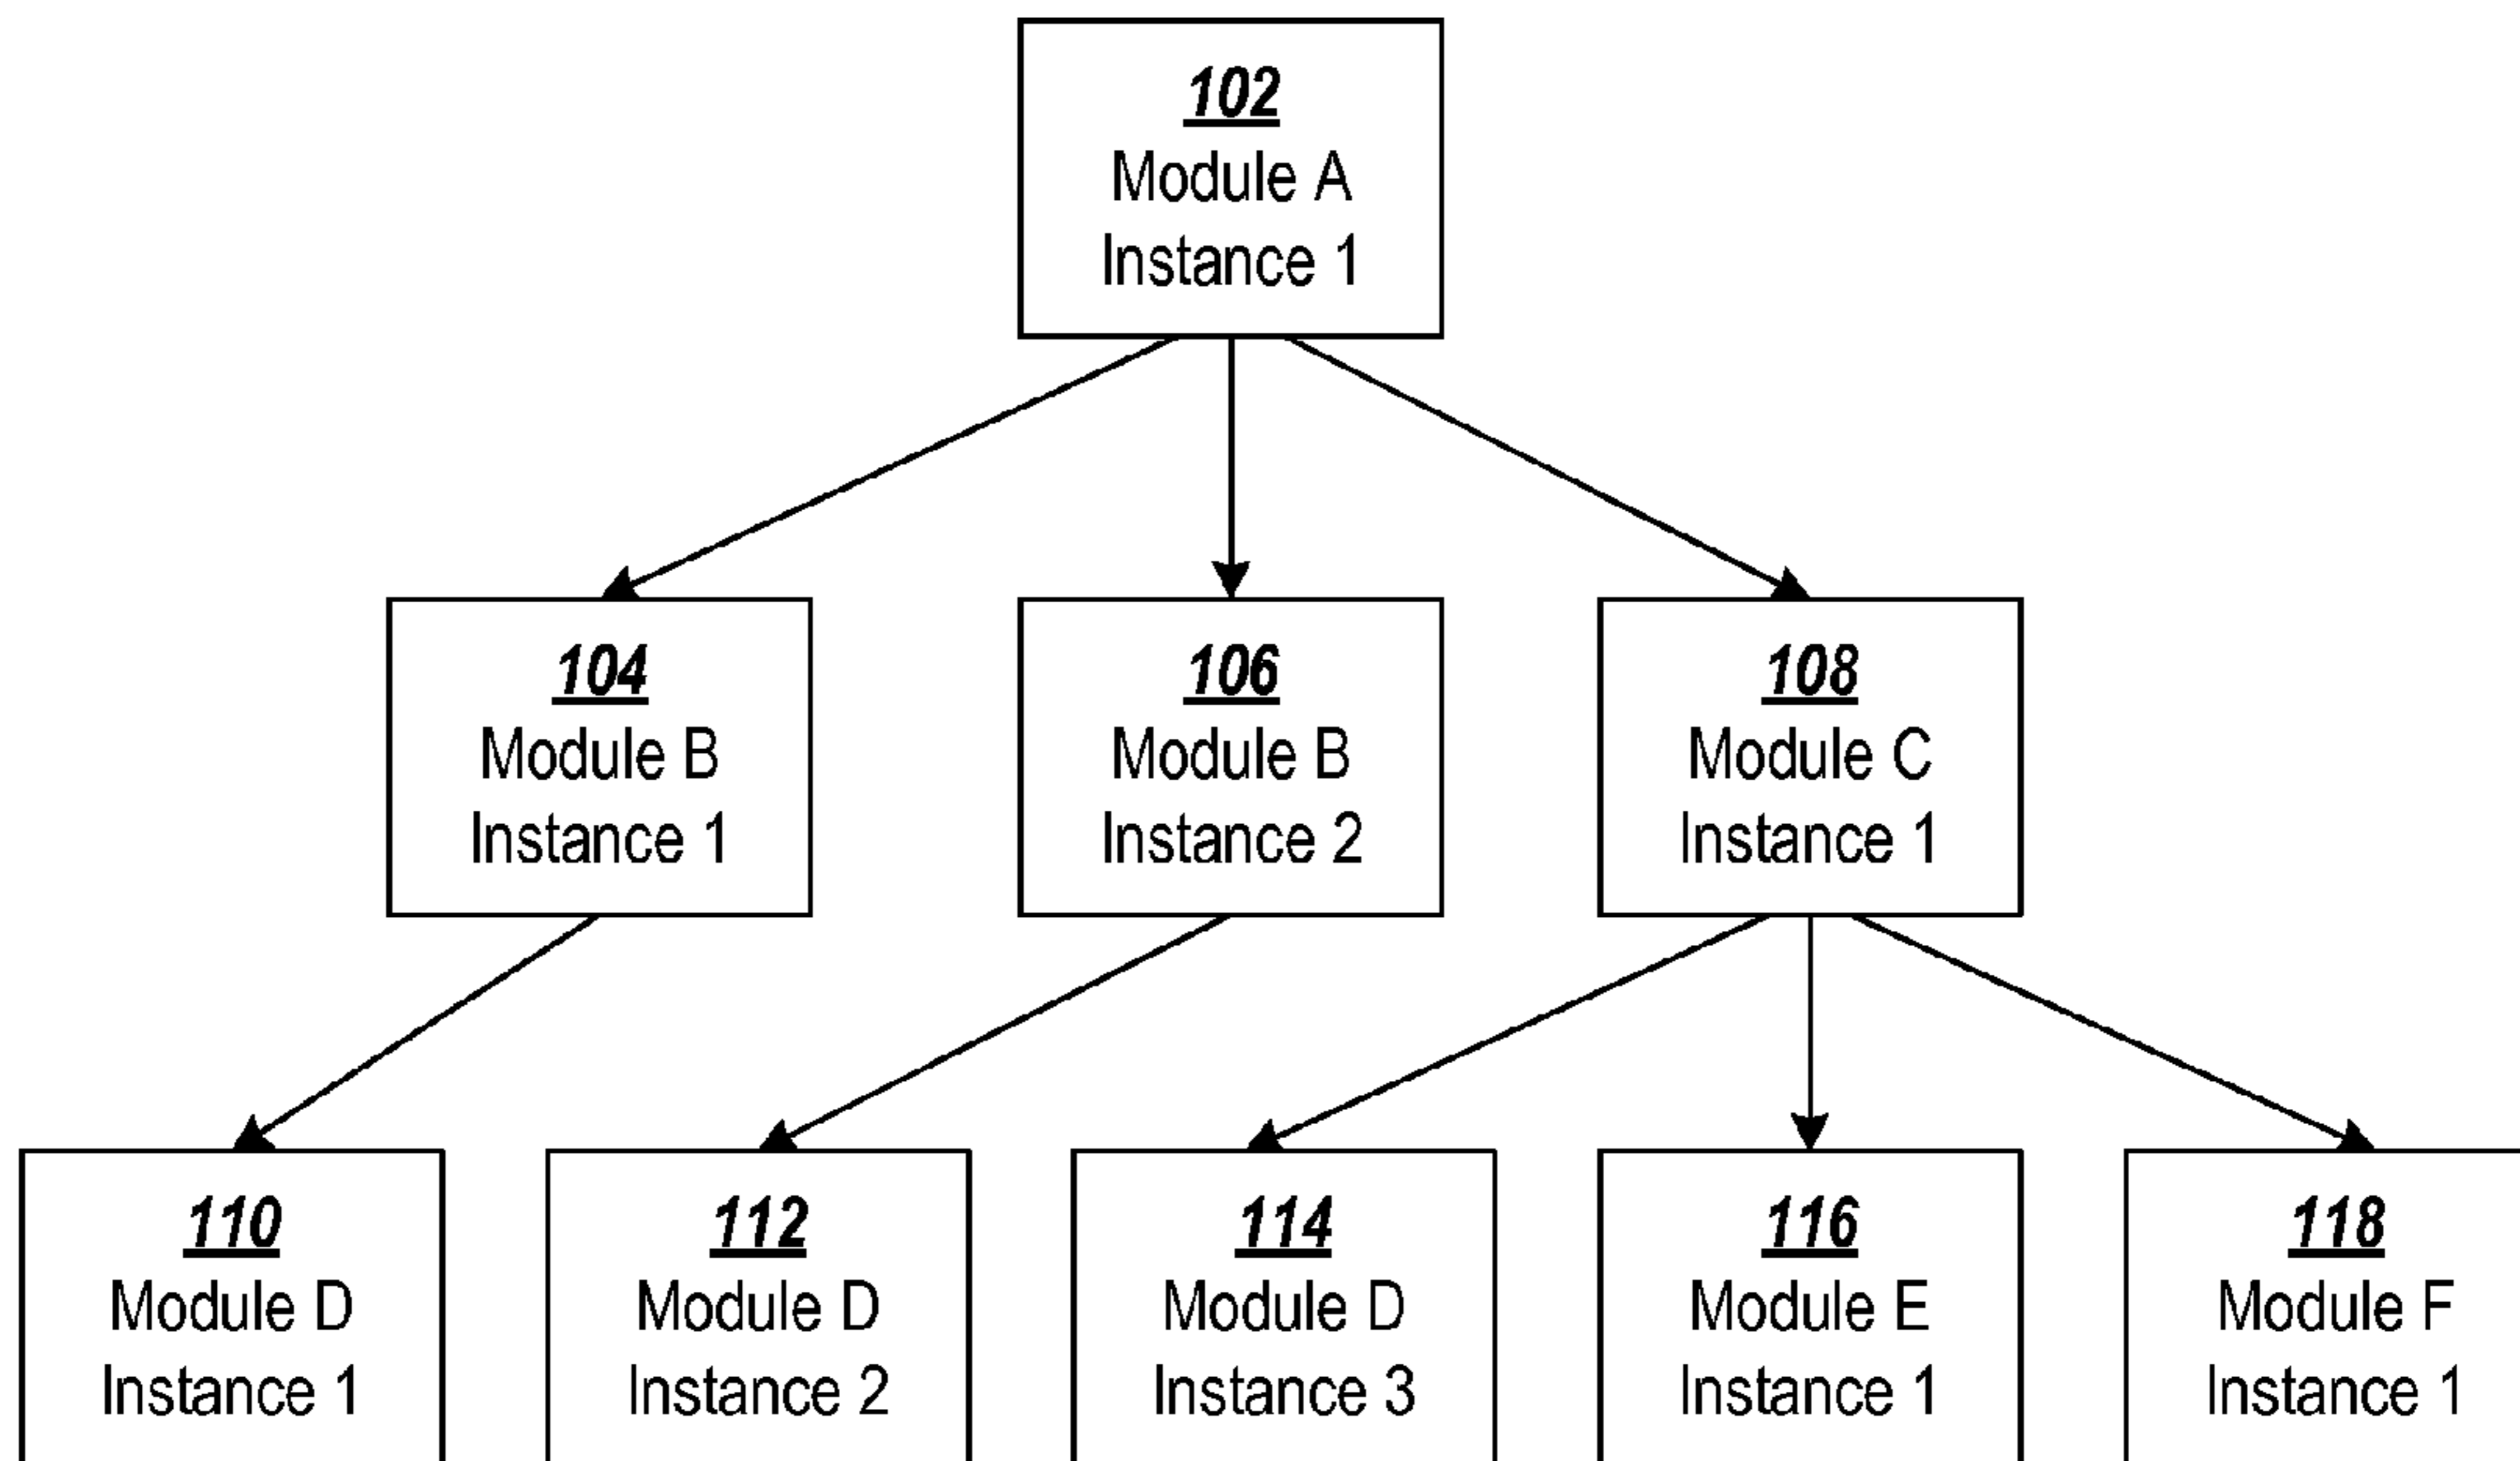 102
Module A
Instance 1
104
Module B
Instance 1
106
Module B
Instance 2
108
Module C
Instance 1
110
Module D
Instance 1
112
Module D
Instance 2
114
Module D
Instance 3
116
Module E
Instance 1
118
Module F
Instance 1